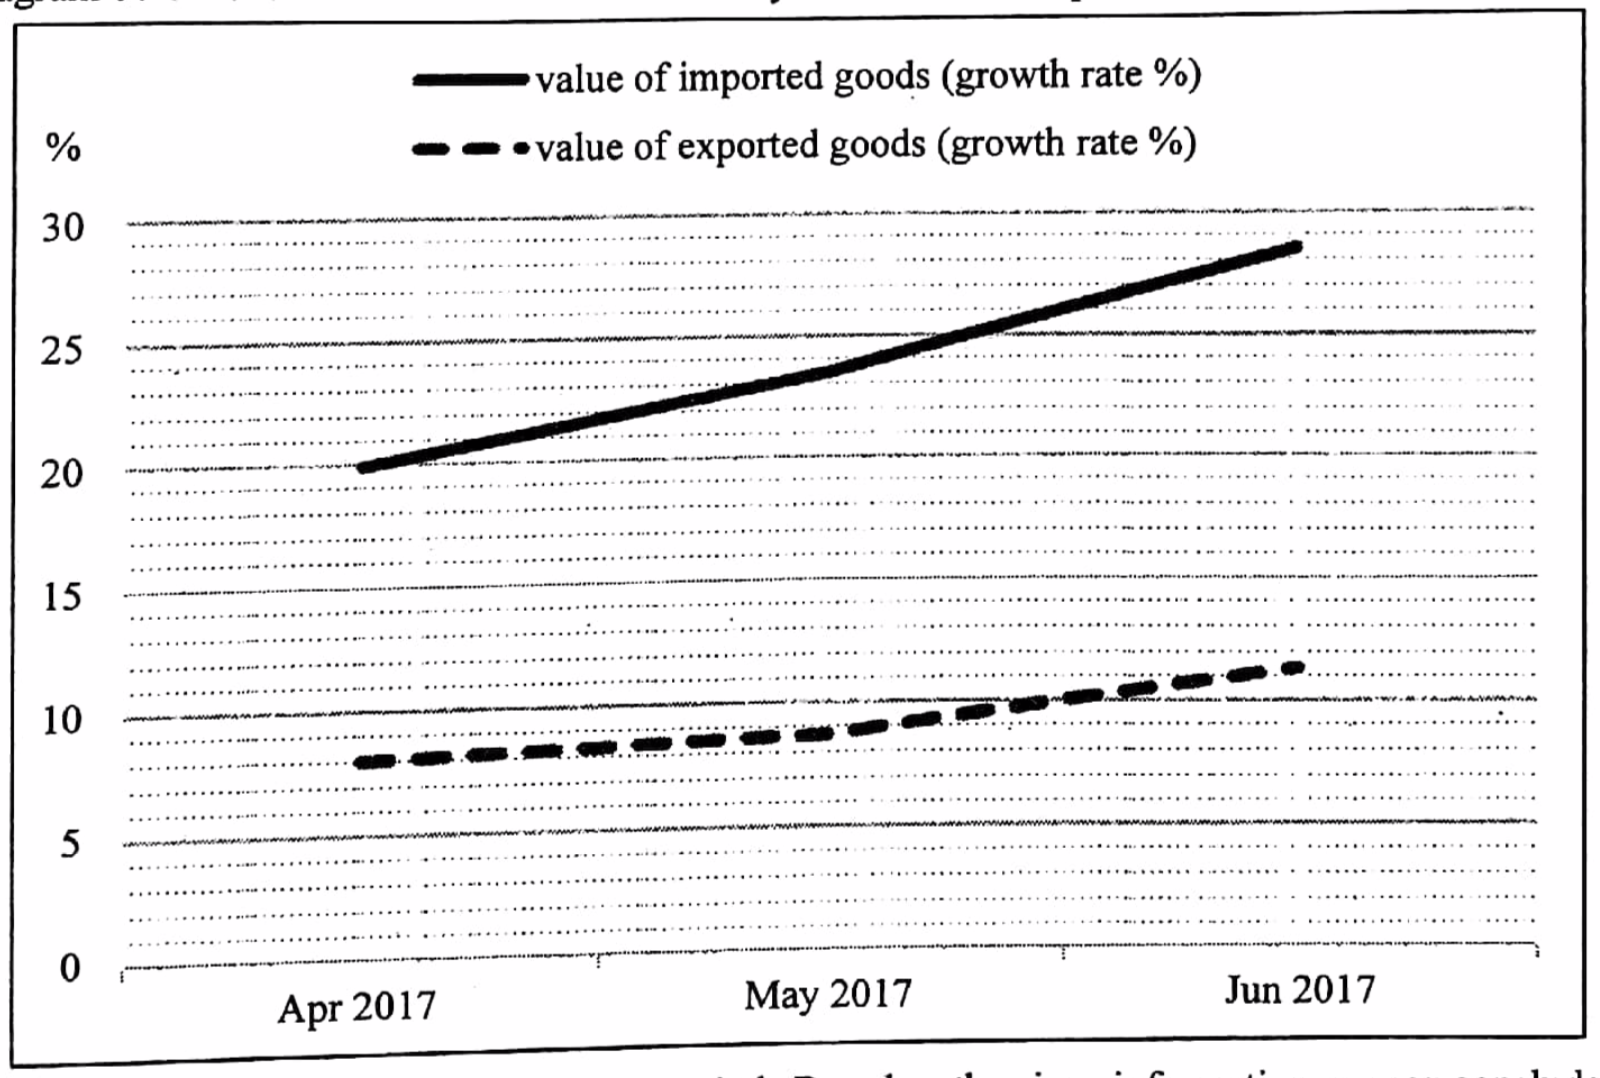 value of imported goods (growth rate %)
%
value of exported goods (growth rate %)
30
25
20
15
10
5
0
Apr 2017
May 2017
Jun 2017